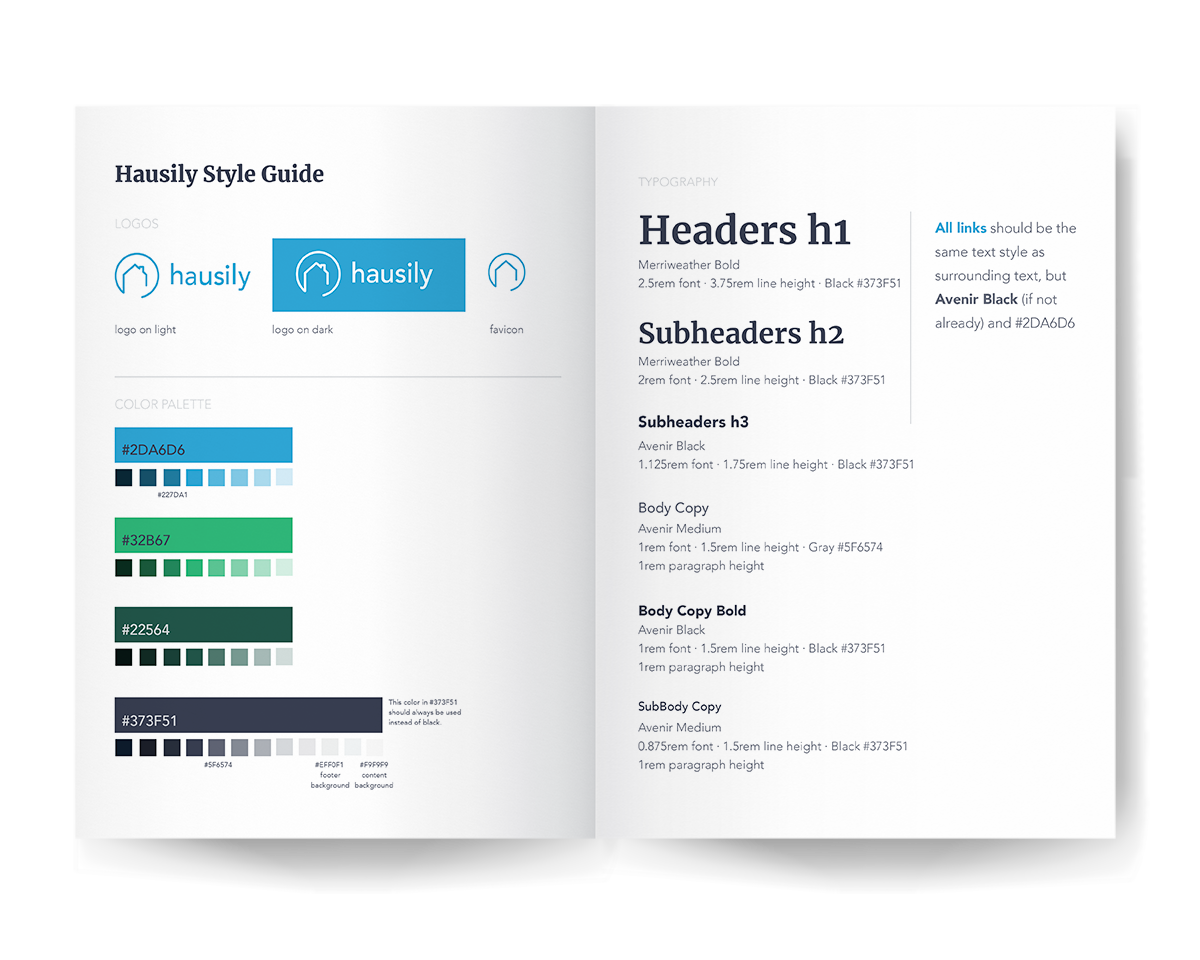 Hausily Style Guide
LOGOS
hausily
hausily
logo on light
logo on dark
favicon
COLOR PALETTE
#2DA6D6
#227DA1
#32B67
#22564
#373F51
This color in #373F51
should always be used
instead of black.
#5F6574
#EFF0F1
footer
background
#F9F9F9
content
background
TYPOGRAPHY
Headers h1
Merriweather Bold
2.5rem font · 3.75rem line height · Black #373F51
Subheaders h2
Merriweather Bold
2rem font · 2.5rem line height · Black #373F51
Subheaders h3
Avenir Black
1.125rem font · 1.75rem line height · Black #373F51
Body Copy
Avenir Medium
1rem font · 1.5rem line height · Gray #5F6574
1rem paragraph height
Body Copy Bold
Avenir Black
1rem font · 1.5rem line height · Black #373F51
1rem paragraph height
SubBody Copy
Avenir Medium
0.875rem font · 1.5rem line height · Black #373F51
1rem paragraph height
All links should be the
same text style as
surrounding text, but
Avenir Black (if not
already) and #2DA6D6